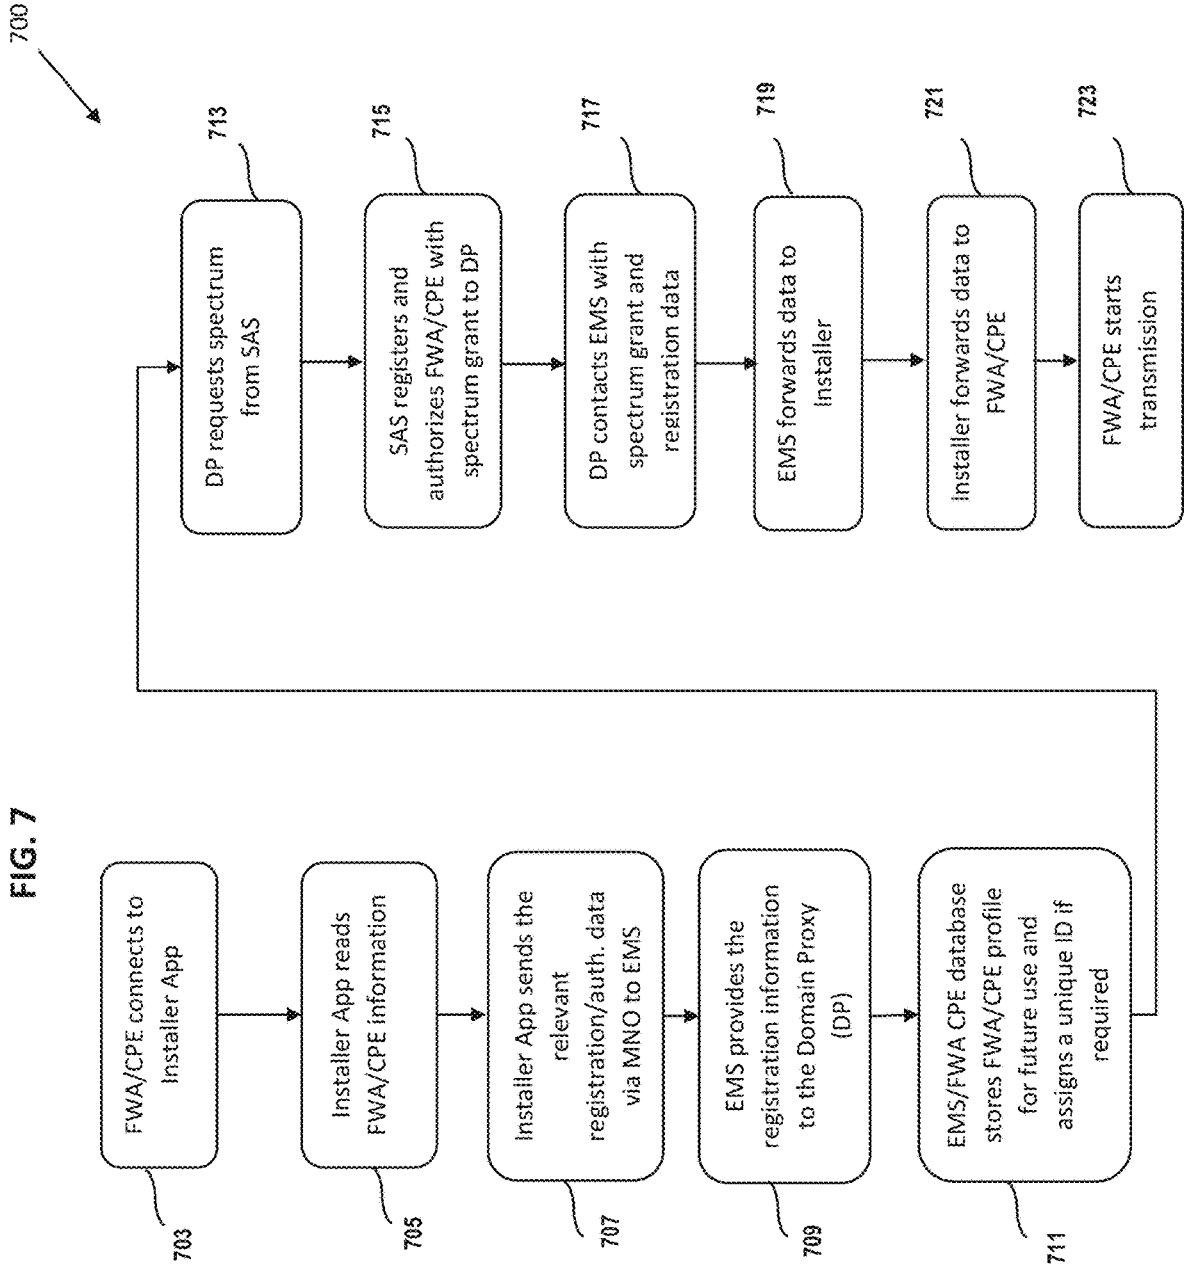 FIG. 7
700
703
FWA/CPE connects to
Installer App
705
Installer App reads
FWA/CPE information
707
Installer App sends the
relevant
registration/auth. data
via MNO to EMS
709
EMS provides the
registration information
to the Domain Proxy
(DP)
711
EMS/FWA CPE database
stores FWA/CPE profile
for future use and
assigns a unique ID if
required
713
DP requests spectrum
from SAS
715
SAS registers and
authorizes FWA/CPE with
spectrum grant to DP
717
DP contacts EMS with
spectrum grant and
registration data
719
EMS forwards data to
Installer
721
Installer forwards data to
FWA/CPE
723
FWA/CPE starts
transmission